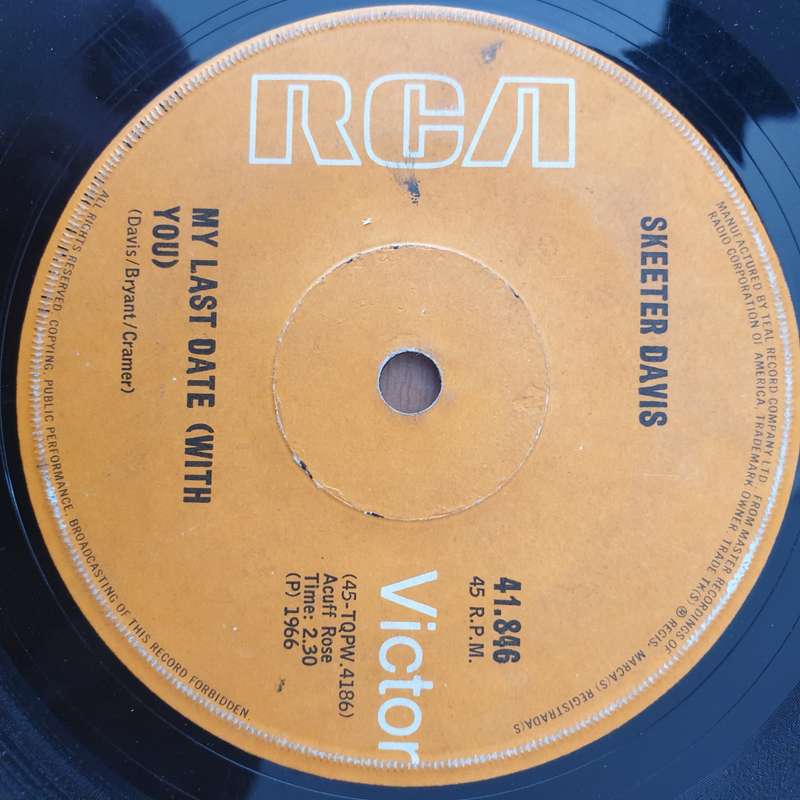 RCA
Victor
SKEETER DAVIS
MANUFACTURED BY TEAL RECORD COMPANY LTD. FROM MASTER RECORDINGS OF
RADIO CORPORATION OF AMERICA, TRADEMARK OWNER TRADE TK(S) ® REGIS. MARCA(S) REGISTRADA/S
41.846
45 R.P.M.
(45-TQPW.4186)
Acuff Rose
Time: 2.30
(P) 1966
MY LAST DATE (WITH
YOU)
(Davis/Bryant/Cramer)
ALL RIGHTS RESERVED. COPYING, PUBLIC PERFORMANCE, BROADCASTING OF THIS RECORD FORBIDDEN.